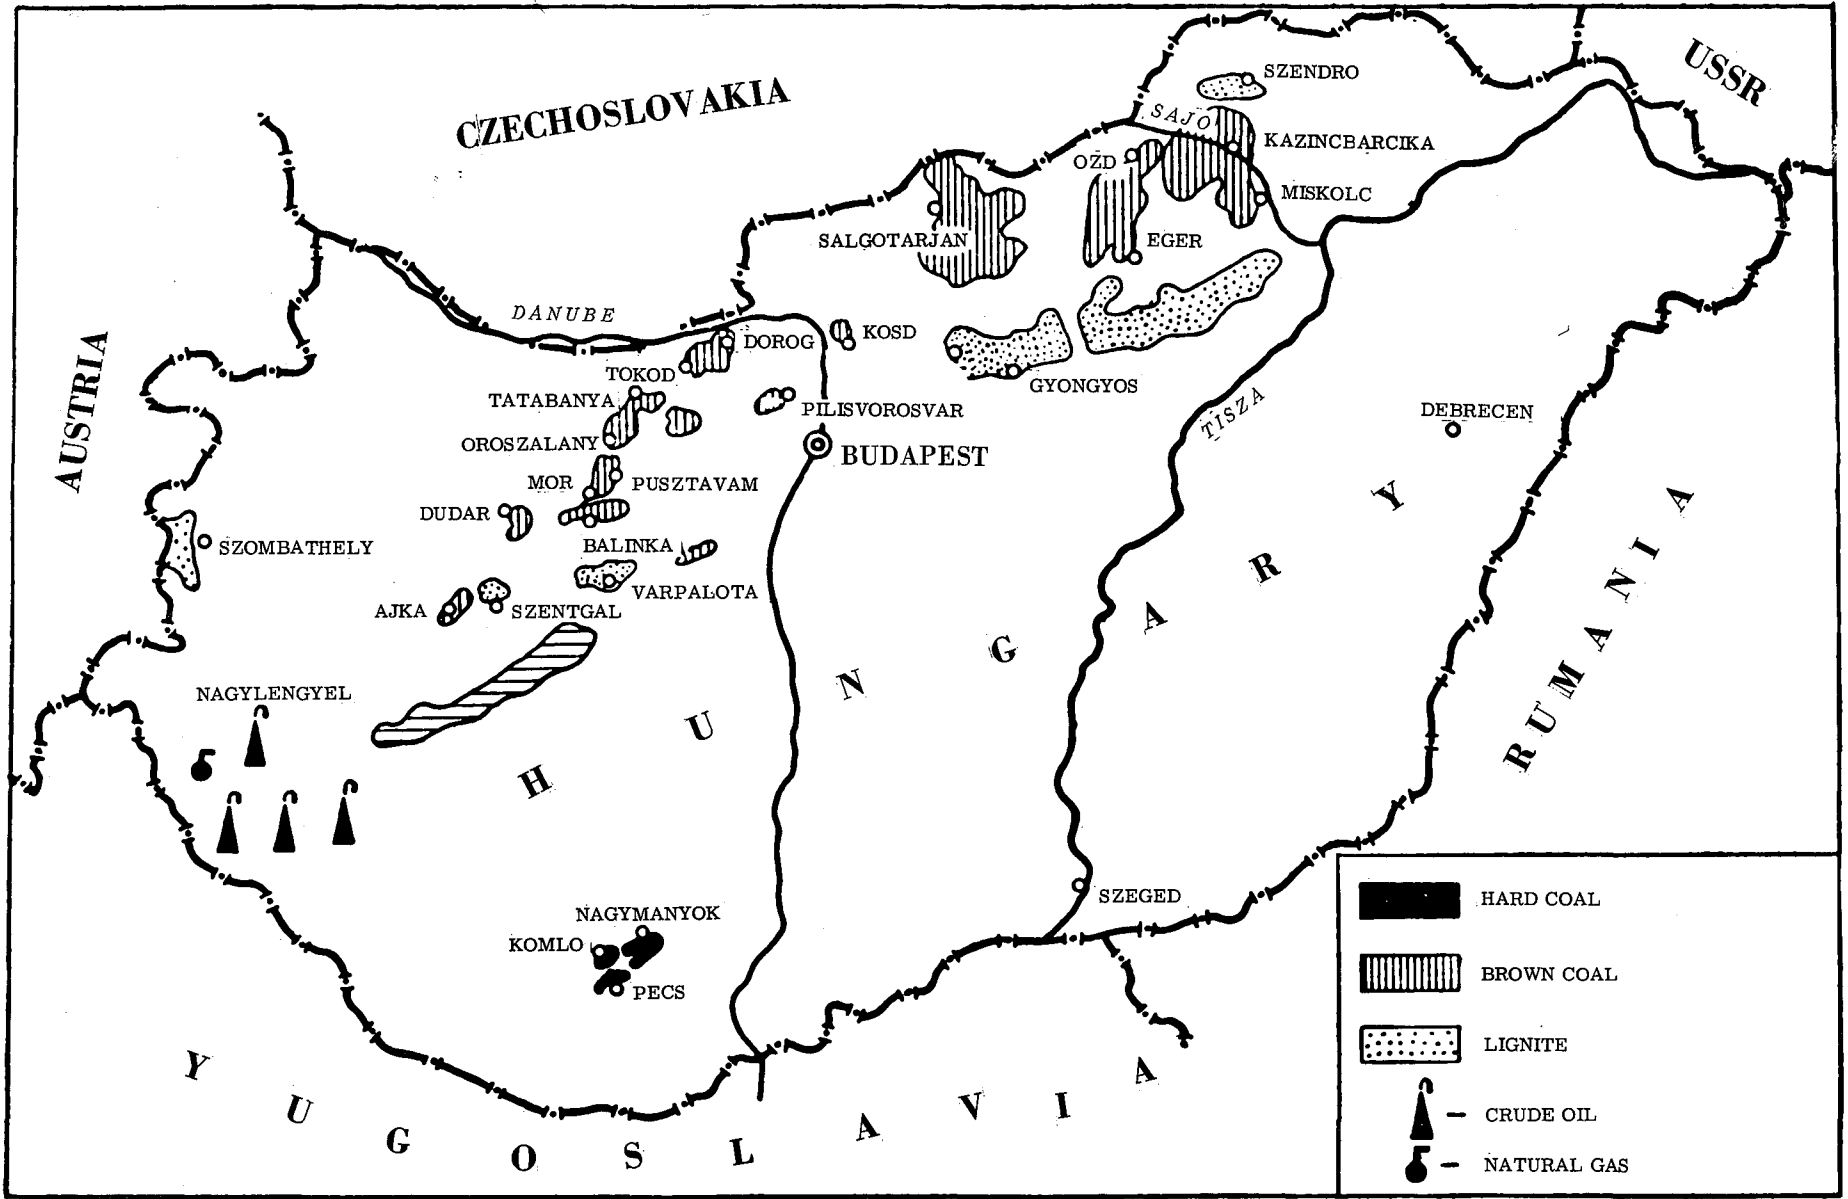 CZECHOSLOVAKIA
USSR
AUSTRIA
HUNGARY
RUMANIA
YUGOSLAVIA
SZENDRO
SAJO
OZD
KAZINCBARCIKA
MISKOLC
SALGOTARJAN
EGER
DANUBE
DOROG
KOSD
TOKOD
GYONGYOS
TATABANYA
PILISVOROSVAR
TISZA
DEBRECEN
OROSZALANY
BUDAPEST
MOR
PUSZTAVAM
DUDAR
SZOMBATHELY
BALINKA
VARPALOTA
AJKA
SZENTGAL
NAGYLENGYEL
SZEGED
NAGYMANYOK
KOMLO
PECS
HARD COAL
BROWN COAL
LIGNITE
– CRUDE OIL
– NATURAL GAS